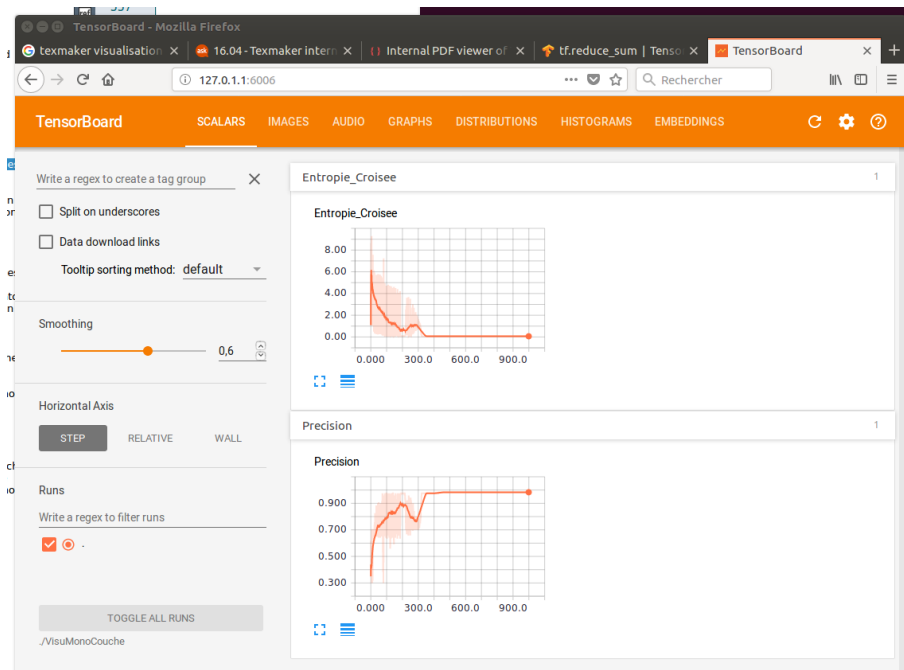 ref 557
TensorBoard - Mozilla Firefox
texmaker visualisation
16.04 - Texmaker intern
Internal PDF viewer of
tf.reduce_sum | Tenso
TensorBoard
127.0.1.1:6006
Rechercher
TensorBoard
SCALARS IMAGES AUDIO GRAPHS DISTRIBUTIONS HISTOGRAMS EMBEDDINGS
Write a regex to create a tag group
Split on underscores
Data download links
Tooltip sorting method: default
Smoothing
0,6
Horizontal Axis
STEP RELATIVE WALL
Runs
Write a regex to filter runs
.
TOGGLE ALL RUNS
./VisuMonoCouche
Entropie_Croisee 1
Entropie_Croisee
8.00
6.00
4.00
2.00
0.00
0.000 300.0 600.0 900.0
Precision 1
Precision
0.900
0.700
0.500
0.300
0.000 300.0 600.0 900.0